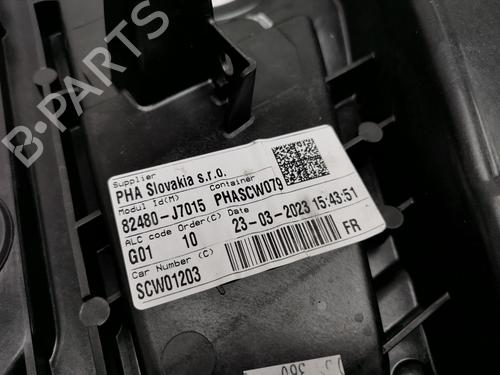 B-PARTS
Supplier
PHA Slovakia s.r.o.
Modul Id(M) Container
82480-J7015 PHASCW079
ALC code Order(C) Date
G01 10 23-03-2023 15:43:51
Car Number (C) FR
SCW01203